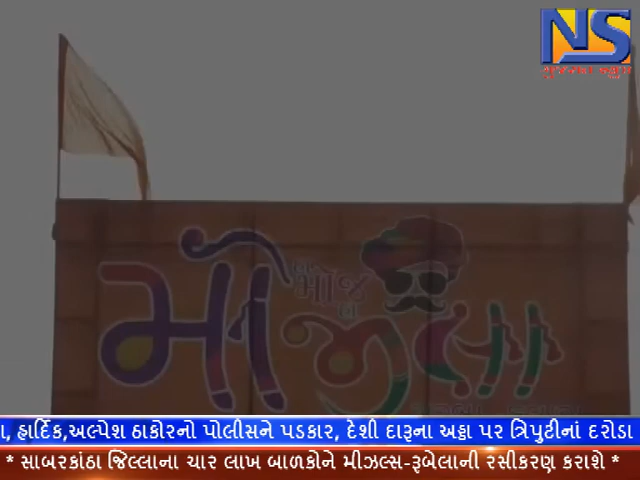 NS
ગુજરાત ન્યુઝ
મોજીલા
મોજ
, હાર્દિક,અલ્પેશ ઠાકોરનો પોલીસને પડકાર, દેશી દારૂના અડ્ડા પર ત્રિપુટીનાં દરોડા
* સાબરકાંઠા જિલ્લાના ચાર લાખ બાળકોને મીઝલ્સ-રૂબેલાની રસીકરણ કરાશે *